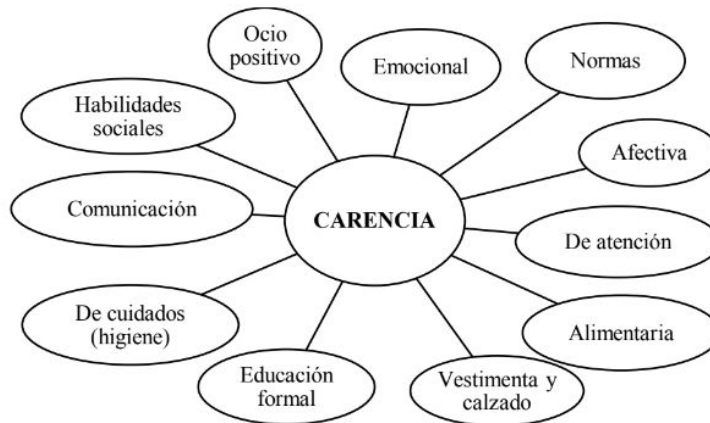 Ocio
positivo
Emocional
Normas
Habilidades
sociales
Afectiva
Comunicación
CARENCIA
De atención
De cuidados
(higiene)
Alimentaria
Educación
formal
Vestimenta y
calzado